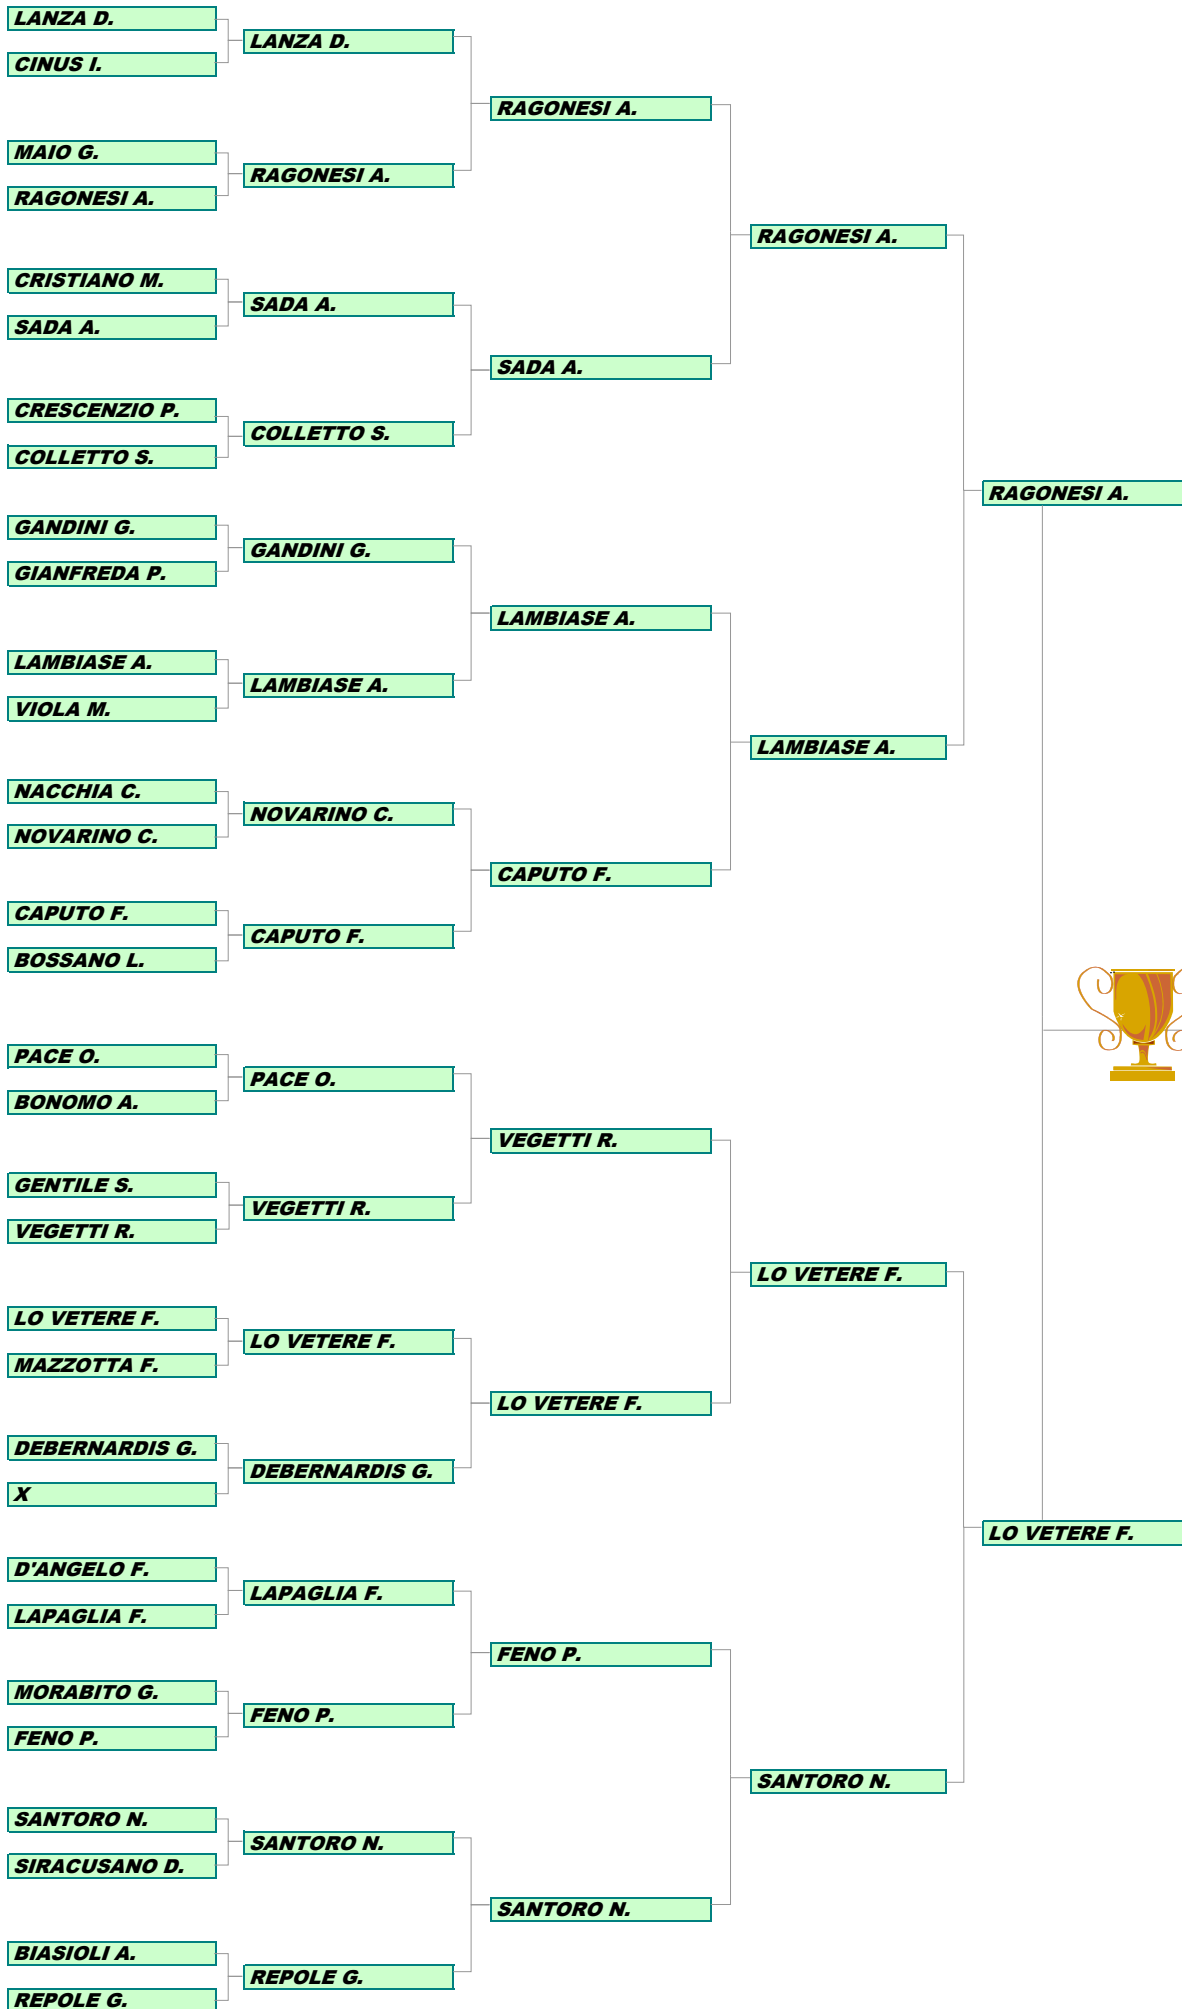 LANZA D.
CINUS I.
MAIO G.
RAGONESI A.
CRISTIANO M.
SADA A.
CRESCENZIO P.
COLLETTO S.
GANDINI G.
GIANFREDA P.
LAMBIASE A.
VIOLA M.
NACCHIA C.
NOVARINO C.
CAPUTO F.
BOSSANO L.
PACE O.
BONOMO A.
GENTILE S.
VEGETTI R.
LO VETERE F.
MAZZOTTA F.
DEBERNARDIS G.
X
D'ANGELO F.
LAPAGLIA F.
MORABITO G.
FENO P.
SANTORO N.
SIRACUSANO D.
BIASIOLI A.
REPOLE G.
LANZA D.
RAGONESI A.
SADA A.
COLLETTO S.
GANDINI G.
LAMBIASE A.
NOVARINO C.
CAPUTO F.
PACE O.
VEGETTI R.
LO VETERE F.
DEBERNARDIS G.
LAPAGLIA F.
FENO P.
SANTORO N.
REPOLE G.
RAGONESI A.
SADA A.
LAMBIASE A.
CAPUTO F.
VEGETTI R.
LO VETERE F.
FENO P.
SANTORO N.
RAGONESI A.
LAMBIASE A.
LO VETERE F.
SANTORO N.
RAGONESI A.
LO VETERE F.